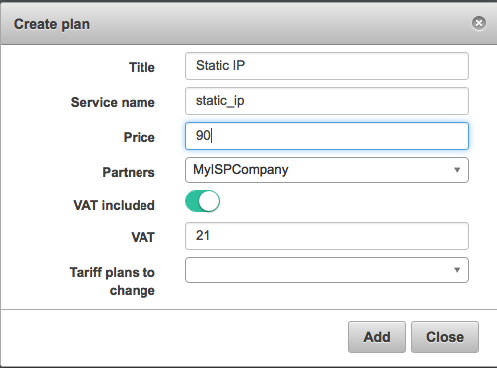 Create plan
Title Static IP
Service name static_ip
Price 90
Partners MyISPCompany
VAT included
VAT 21
Tariff plans to
change
Add Close